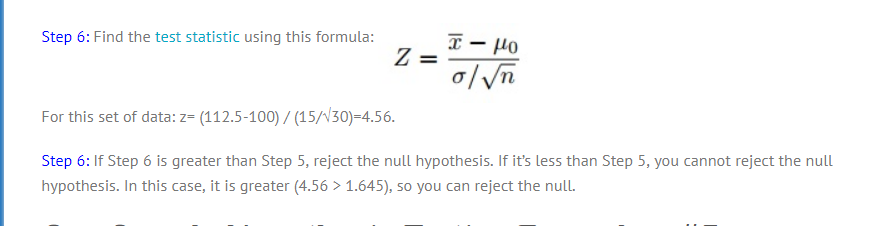 Step 6: Find the test statistic using this formula:
Z = x̄ − μ0 / σ/√n
For this set of data: z= (112.5-100) / (15/√30)=4.56.
Step 6: If Step 6 is greater than Step 5, reject the null hypothesis. If it's less than Step 5, you cannot reject the null
hypothesis. In this case, it is greater (4.56 > 1.645), so you can reject the null.